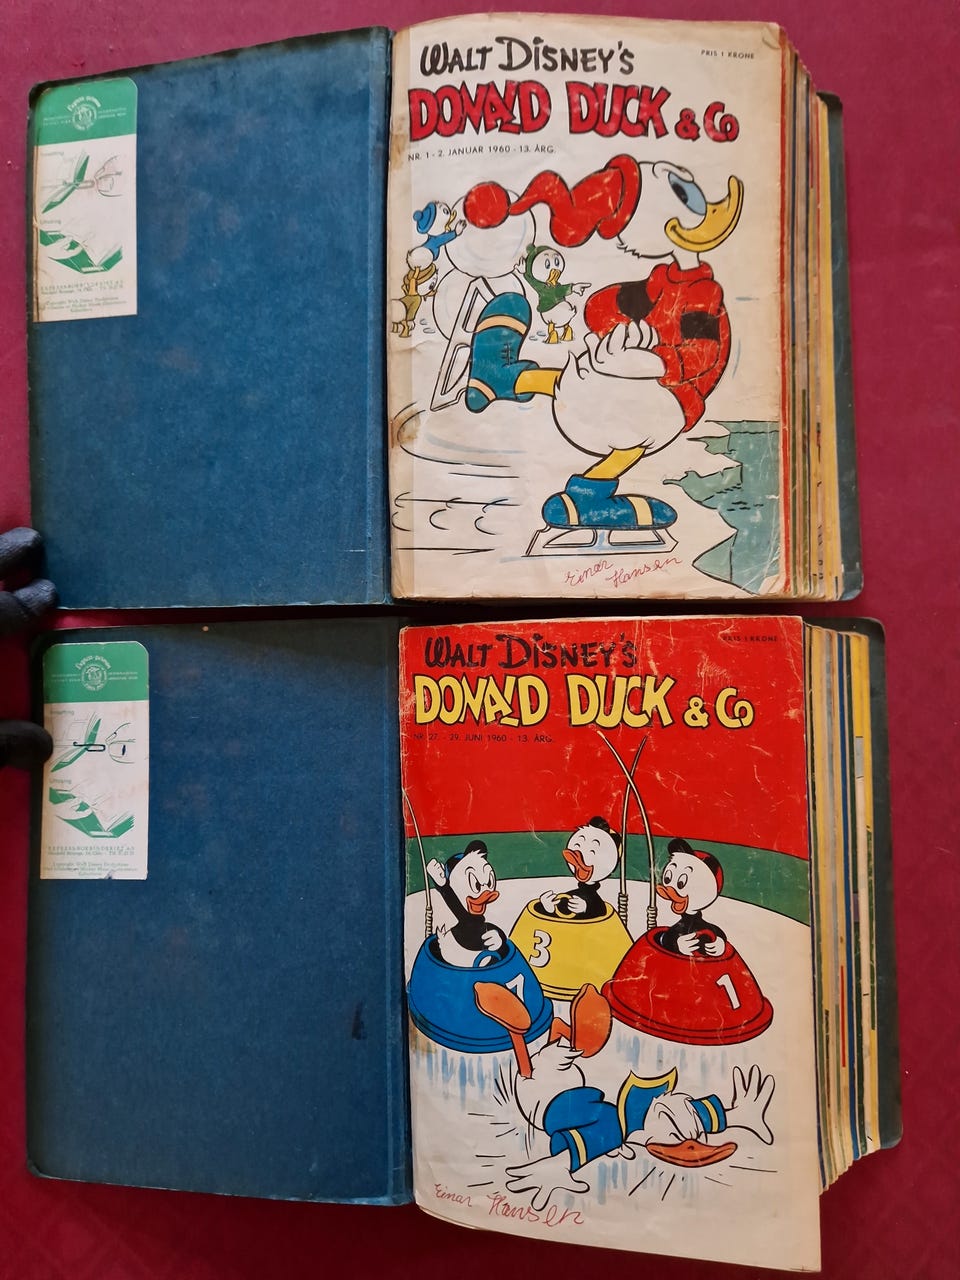 WALT DISNEY'S
PRIS 1 KRONE
DONALD DUCK & Co
NR. 1 - 2. JANUAR 1960 - 13. ÅRG.
Einar
Hansen
WALT DISNEY'S
PRIS 1 KRONE
DONALD DUCK & Co
NR. 27. - 29. JUNI 1960 - 13. ÅRG.
3
7
1
Einar Hansen